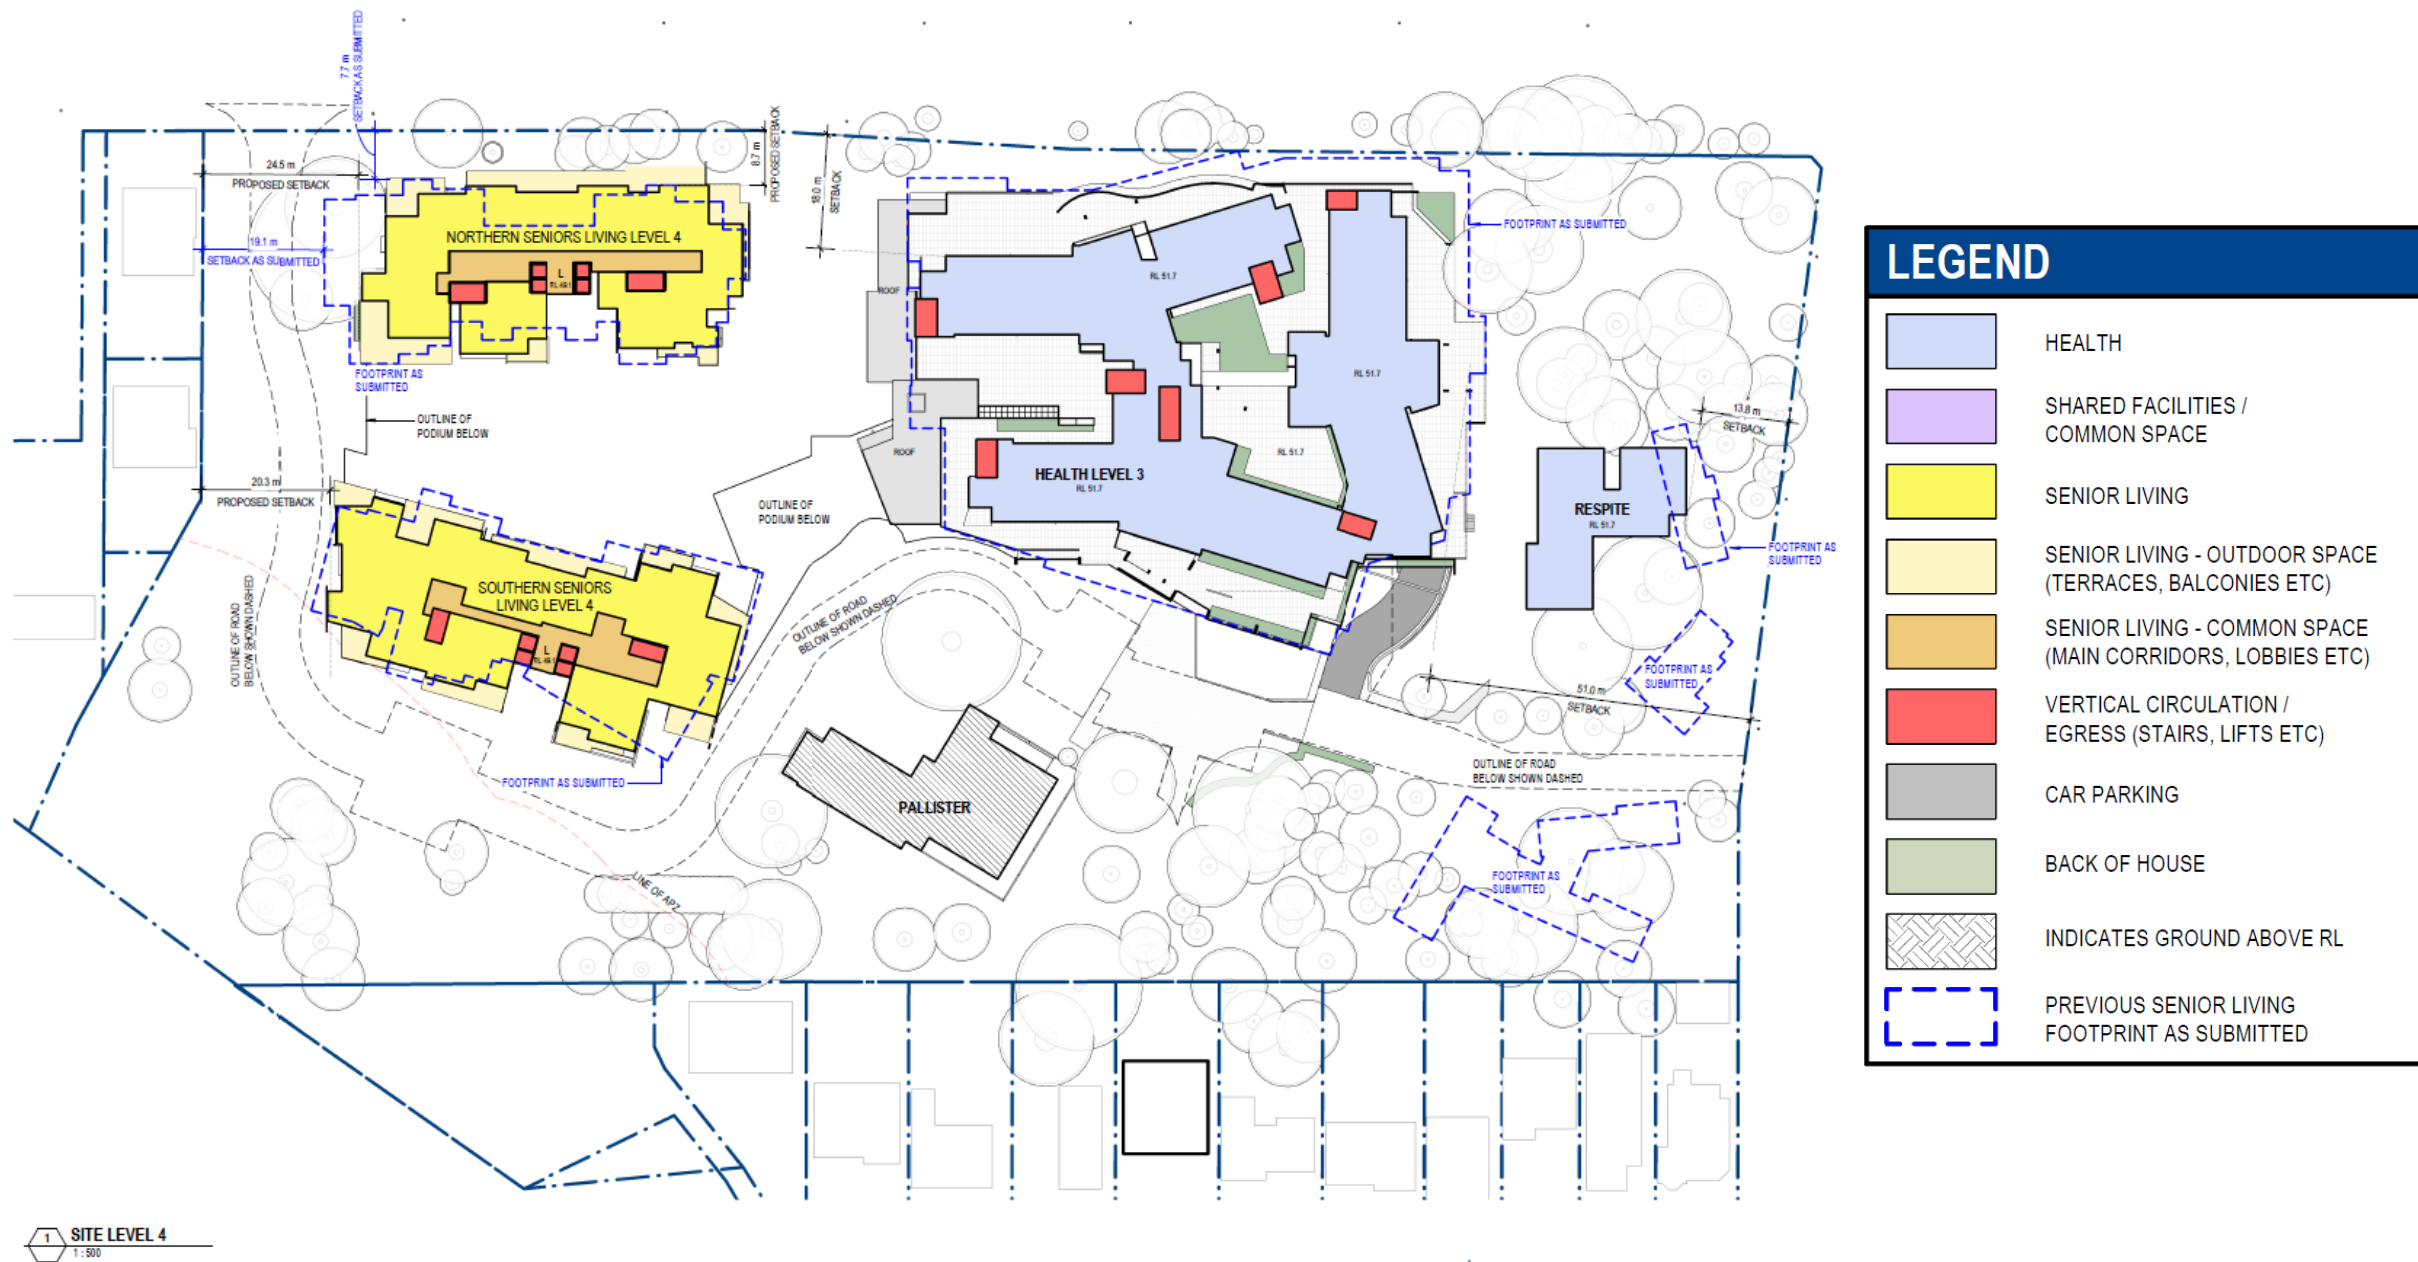 7.7 m
SETBACK AS SUBMITTED
24.5 m
PROPOSED SETBACK
8.7 m
PROPOSED SETBACK
18.0 m
SETBACK
19.1 m
SETBACK AS SUBMITTED
NORTHERN SENIORS LIVING LEVEL 4
L
RL 49.1
FOOTPRINT AS
SUBMITTED
OUTLINE OF
PODIUM BELOW
ROOF
ROOF
RL 51.7
RL 51.7
RL 51.7
HEALTH LEVEL 3
RL 51.7
FOOTPRINT AS SUBMITTED
13.8 m
SETBACK
RESPITE
RL 51.7
FOOTPRINT AS
SUBMITTED
FOOTPRINT AS
SUBMITTED
51.0 m
SETBACK
20.3 m
PROPOSED SETBACK
OUTLINE OF
PODIUM BELOW
SOUTHERN SENIORS
LIVING LEVEL 4
L
RL 49.1
OUTLINE OF ROAD
BELOW SHOWN DASHED
OUTLINE OF ROAD
BELOW SHOWN DASHED
FOOTPRINT AS SUBMITTED
PALLISTER
OUTLINE OF ROAD
BELOW SHOWN DASHED
LINE OF APZ
FOOTPRINT AS
SUBMITTED
LEGEND
HEALTH
SHARED FACILITIES /
COMMON SPACE
SENIOR LIVING
SENIOR LIVING - OUTDOOR SPACE
(TERRACES, BALCONIES ETC)
SENIOR LIVING - COMMON SPACE
(MAIN CORRIDORS, LOBBIES ETC)
VERTICAL CIRCULATION /
EGRESS (STAIRS, LIFTS ETC)
CAR PARKING
BACK OF HOUSE
INDICATES GROUND ABOVE RL
PREVIOUS SENIOR LIVING
FOOTPRINT AS SUBMITTED
1
SITE LEVEL 4
1 : 500